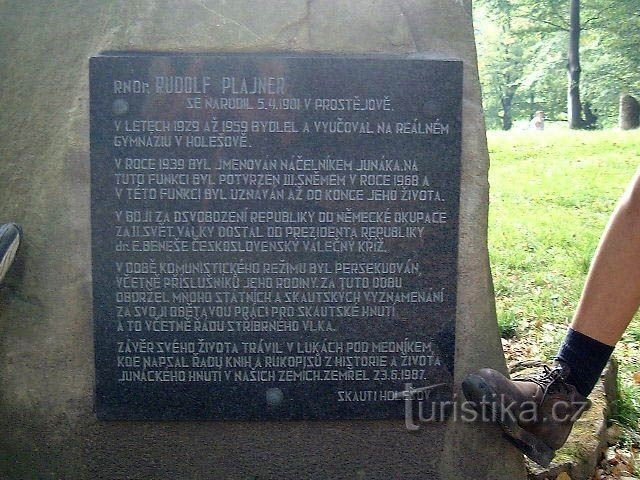 RNDr. RUDOLF PLAJNER
SE NARODIL 5.4.1901 V PROSTĚJOVĚ.
V LETECH 1929 AŽ 1959 BYDLEL A VYUČOVAL NA REÁLNÉM
GYMNÁZIU V HOLEŠOVĚ.
V ROCE 1939 BYL JMENOVÁN NÁČELNÍKEM JUNÁKA. NA
TUTO FUNKCI BYL POTVRZEN III. SNĚMEM V ROCE 1968 A
V TÉTO FUNKCI BYL UZNÁVÁN AŽ DO KONCE JEHO ŽIVOTA.
V BOJI ZA OSVOBOZENÍ REPUBLIKY OD NĚMECKÉ OKUPACE
ZA II. SVĚT. VÁLKY DOSTAL OD PREZIDENTA REPUBLIKY
dr. E. BENEŠE ČESKOSLOVENSKÝ VÁLEČNÝ KŘÍŽ.
V DOBĚ KOMUNISTICKÉHO REŽIMU BYL PERSEKUOVÁN,
VČETNĚ PŘÍSLUŠNÍKŮ JEHO RODINY. ZA TUTO DOBU
OBDRŽEL MNOHO STÁTNÍCH A SKAUTSKÝCH VYZNAMENÁNÍ
ZA SVOJI OBĚTAVOU PRÁCI PRO SKAUTSKÉ HNUTÍ
A TO VČETNĚ ŘÁDU STŘÍBRNÉHO VLKA.
ZÁVĚR SVÉHO ŽIVOTA TRÁVIL V LUKÁCH POD MEDNÍKEM,
KDE NAPSAL ŘADU KNIH A RUKOPISŮ Z HISTORIE A ŽIVOTA
JUNÁCKÉHO HNUTÍ V NAŠICH ZEMÍCH. ZEMŘEL 23.6.1987.
SKAUTI HOLEŠOV
turistika.cz